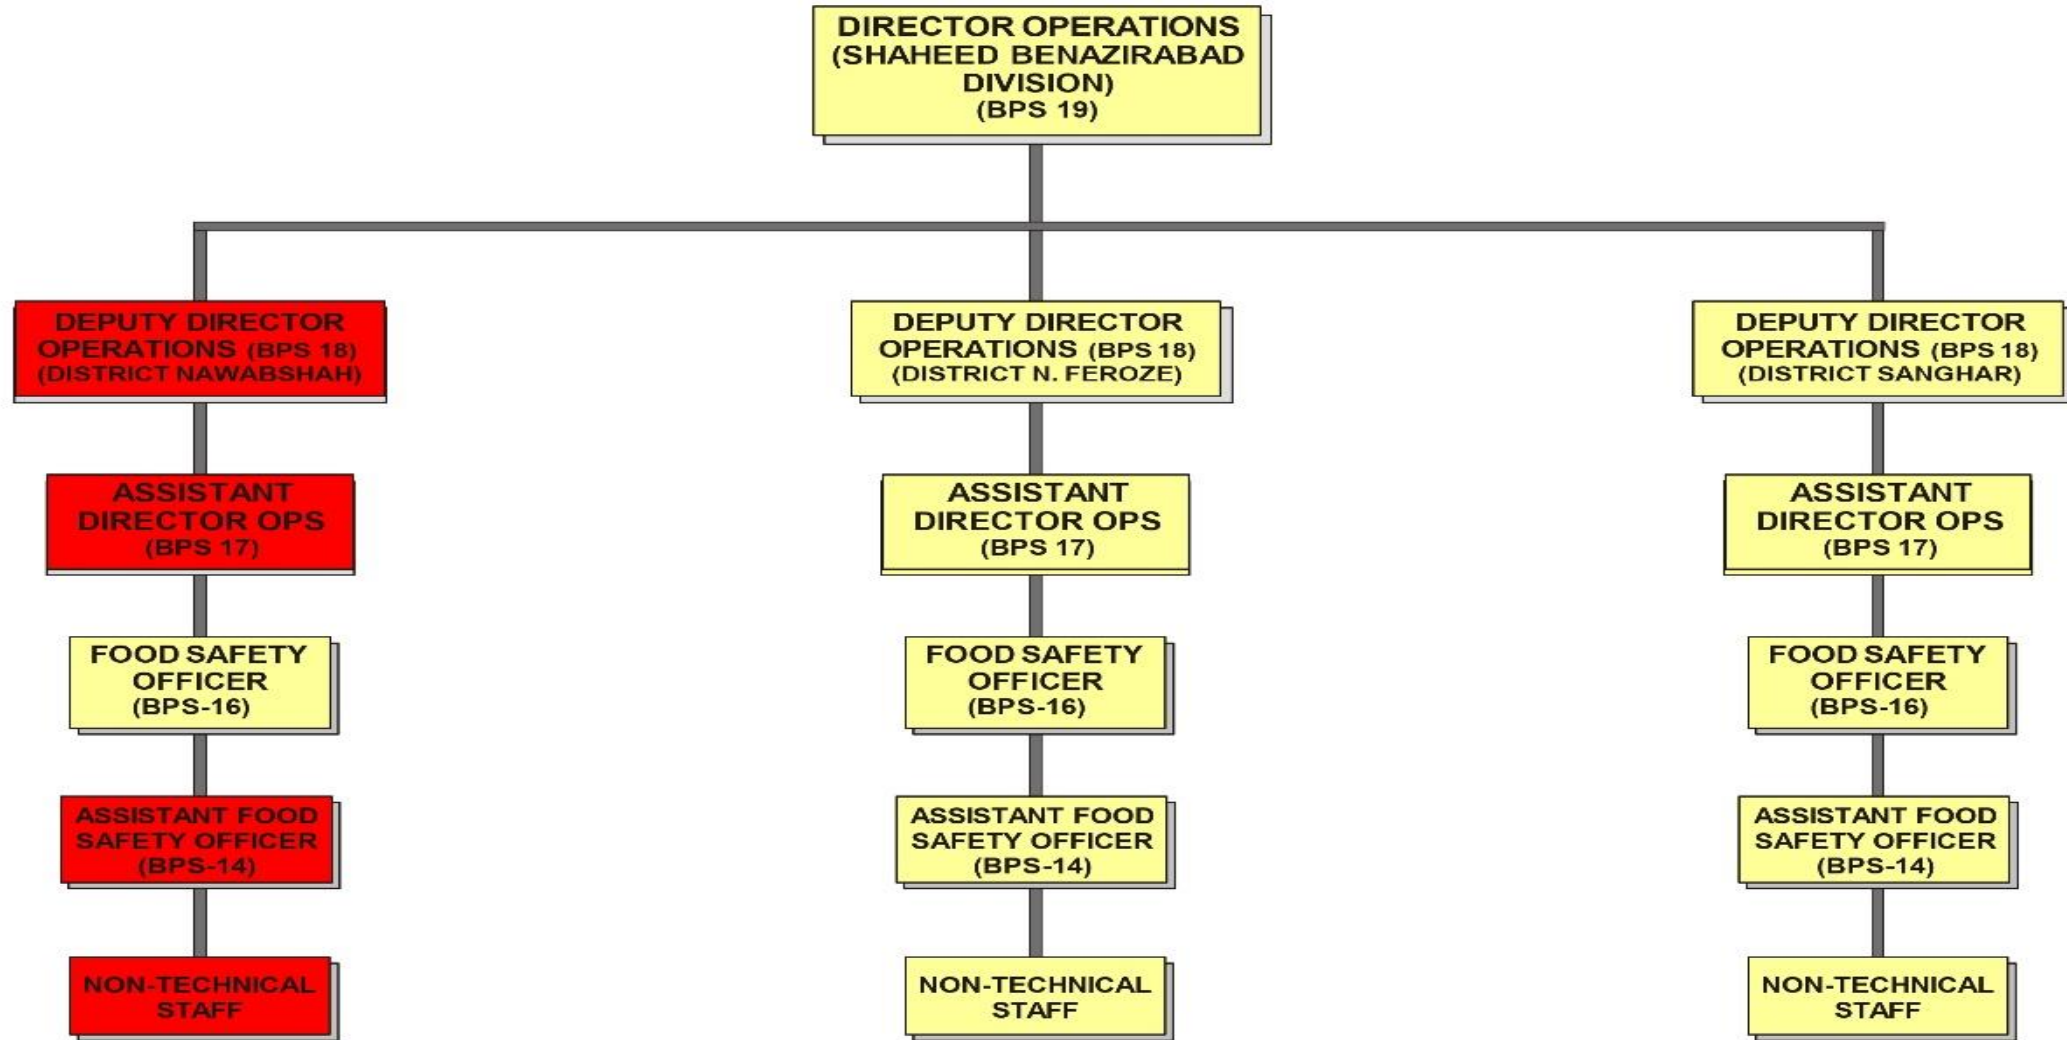 DIRECTOR OPERATIONS
(SHAHEED BENAZIRABAD
DIVISION)
(BPS 19)
DEPUTY DIRECTOR
OPERATIONS (BPS 18)
(DISTRICT NAWABSHAH)
DEPUTY DIRECTOR
OPERATIONS (BPS 18)
(DISTRICT N. FEROZE)
DEPUTY DIRECTOR
OPERATIONS (BPS 18)
(DISTRICT SANGHAR)
ASSISTANT
DIRECTOR OPS
(BPS 17)
ASSISTANT
DIRECTOR OPS
(BPS 17)
ASSISTANT
DIRECTOR OPS
(BPS 17)
FOOD SAFETY
OFFICER
(BPS-16)
FOOD SAFETY
OFFICER
(BPS-16)
FOOD SAFETY
OFFICER
(BPS-16)
ASSISTANT FOOD
SAFETY OFFICER
(BPS-14)
ASSISTANT FOOD
SAFETY OFFICER
(BPS-14)
ASSISTANT FOOD
SAFETY OFFICER
(BPS-14)
NON-TECHNICAL
STAFF
NON-TECHNICAL
STAFF
NON-TECHNICAL
STAFF